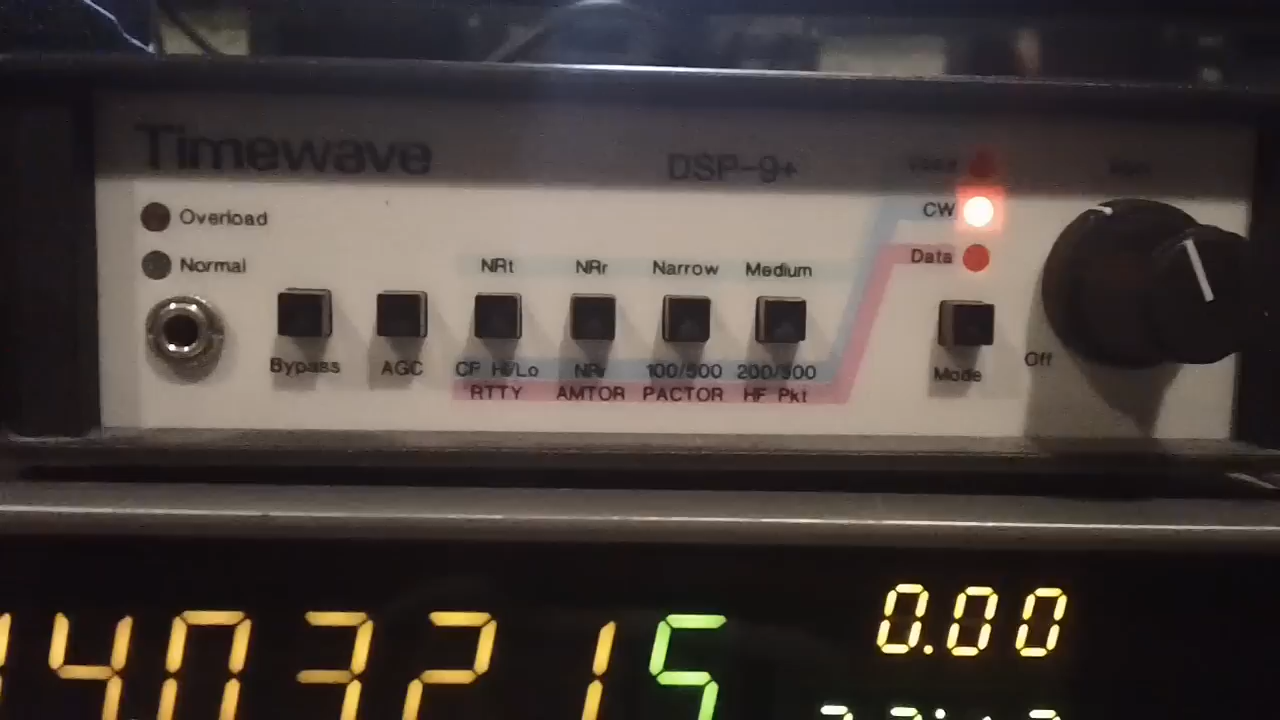 Timewave DSP-9+
Voice
Overload CW
Normal NRt NRr Narrow Medium Data
Off
Bypass AGC CF Hi/Lo NRr 100/500 200/500 Mode
RTTY AMTOR PACTOR HF Pkt
0.00
403215